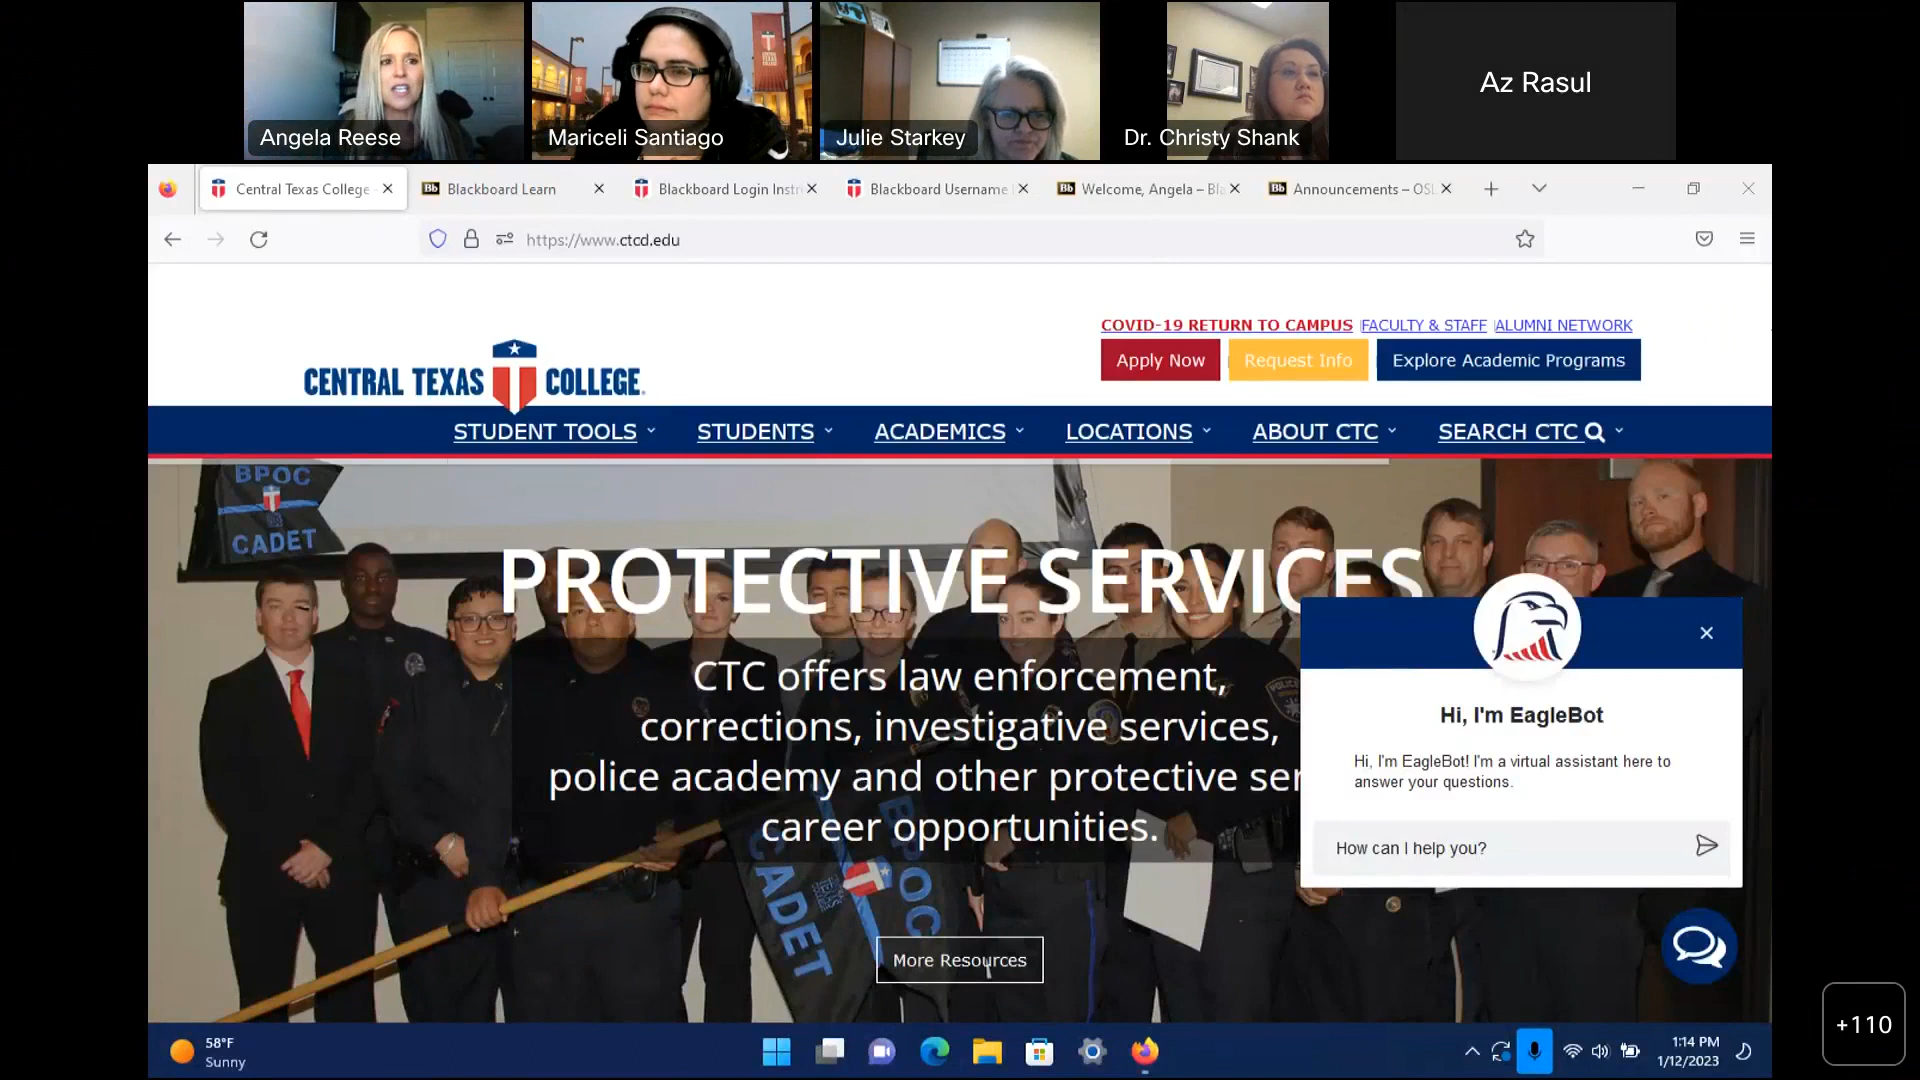 Angela Reese
Mariceli Santiago
Julie Starkey
Dr. Christy Shank
Az Rasul
Central Texas College
Blackboard Learn
Blackboard Login Instr
Blackboard Username
Welcome, Angela – Bla
Announcements – OSL
https://www.ctcd.edu
COVID-19 RETURN TO CAMPUS
FACULTY & STAFF
ALUMNI NETWORK
CENTRAL TEXAS COLLEGE
Apply Now
Request Info
Explore Academic Programs
STUDENT TOOLS
STUDENTS
ACADEMICS
LOCATIONS
ABOUT CTC
SEARCH CTC
BPOC
CADET
PROTECTIVE SERVICES
CTC offers law enforcement,
corrections, investigative services,
police academy and other protective ser
career opportunities.
BPOC
CADET
More Resources
Hi, I'm EagleBot
Hi, I'm EagleBot! I'm a virtual assistant here to
answer your questions.
How can I help you?
58°F
Sunny
1:14 PM
1/12/2023
+110